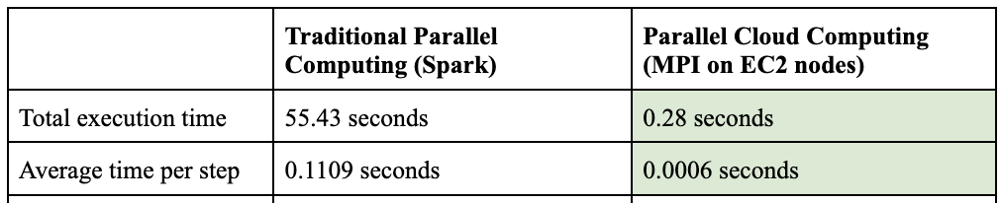 Traditional Parallel
Computing (Spark)
Parallel Cloud Computing
(MPI on EC2 nodes)
Total execution time
55.43 seconds
0.28 seconds
Average time per step
0.1109 seconds
0.0006 seconds